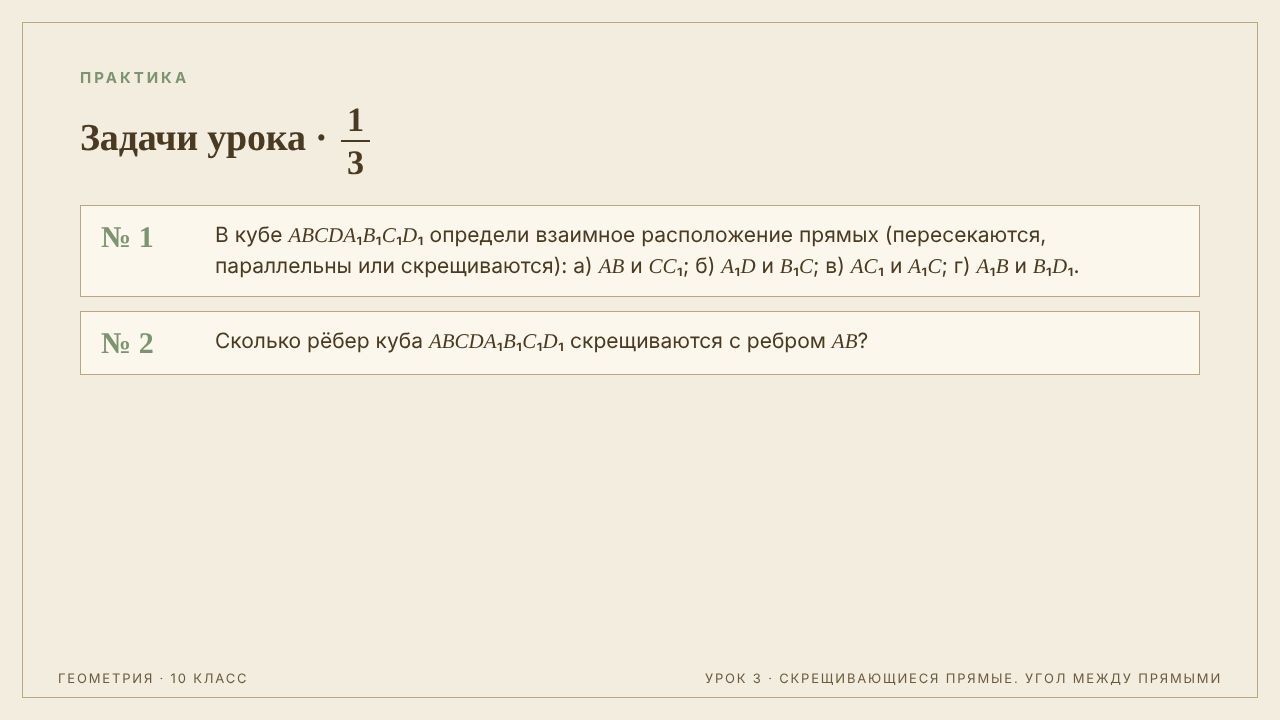 ПРАКТИКА
Задачи урока · 1/3
№ 1
В кубе ABCDA₁B₁C₁D₁ определи взаимное расположение прямых (пересекаются,
параллельны или скрещиваются): а) AB и CC₁; б) A₁D и B₁C; в) AC₁ и A₁C; г) A₁B и B₁D₁.
№ 2
Сколько рёбер куба ABCDA₁B₁C₁D₁ скрещиваются с ребром AB?
ГЕОМЕТРИЯ · 10 КЛАСС
УРОК 3 · СКРЕЩИВАЮЩИЕСЯ ПРЯМЫЕ. УГОЛ МЕЖДУ ПРЯМЫМИ